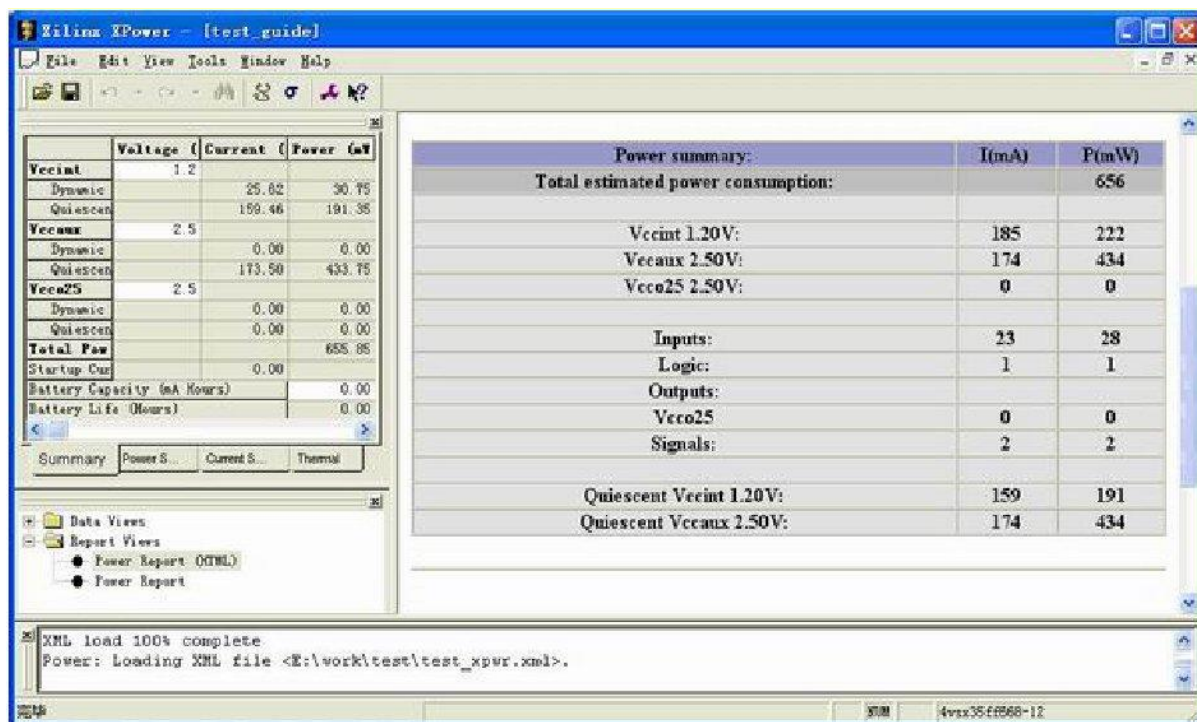 Xilinx XPower - [test_guide]
File Edit View Tools Window Help
Voltage ( Current ( Power (mW
Vccint 1.2
Dynamic 25.62 30.75
Quiescen 159.46 191.35
Vccaux 2.5
Dynamic 0.00 0.00
Quiescen 173.50 433.75
Vcco25 2.5
Dynamic 0.00 0.00
Quiescen 0.00 0.00
Total Pow 655.85
Startup Cur 0.00
Battery Capacity (mA Hours) 0.00
Battery Life (Hours) 0.00
Summary Power S... Current S... Thermal
Data Views
Report Views
Power Report (HTML)
Power Report
Power summary: I(mA) P(mW)
Total estimated power consumption: 656
Vccint 1.20V: 185 222
Vccaux 2.50V: 174 434
Vcco25 2.50V: 0 0
Inputs: 23 28
Logic: 1 1
Outputs:
Vcco25 0 0
Signals: 2 2
Quiescent Vccint 1.20V: 159 191
Quiescent Vccaux 2.50V: 174 434
XML load 100% complete
Power: Loading XML file <E:\work\test\test_xpwr.xml>.
完毕 4vsx35ff668-12